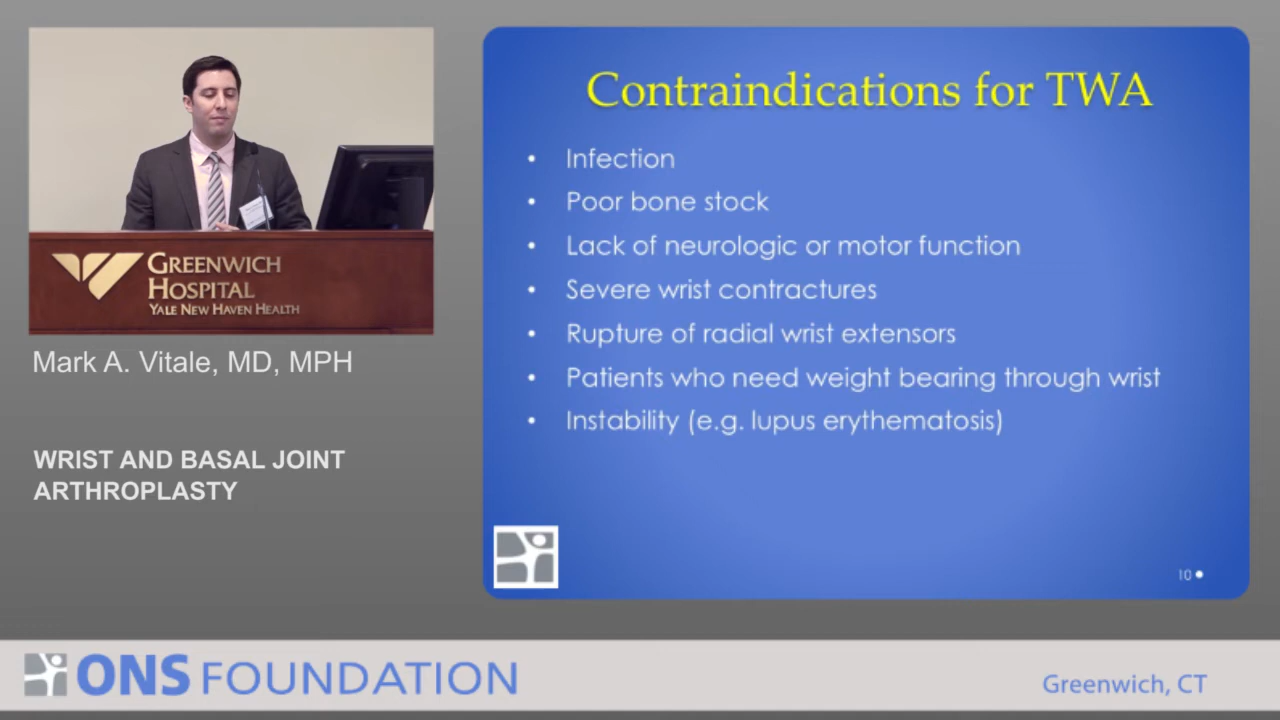 Contraindications for TWA
• Infection
• Poor bone stock
• Lack of neurologic or motor function
• Severe wrist contractures
• Rupture of radial wrist extensors
• Patients who need weight bearing through wrist
• Instability (e.g. lupus erythematosis)
10
GREENWICH
HOSPITAL
YALE NEW HAVEN HEALTH
Mark A. Vitale, MD, MPH
WRIST AND BASAL JOINT
ARTHROPLASTY
ONS FOUNDATION
Greenwich, CT